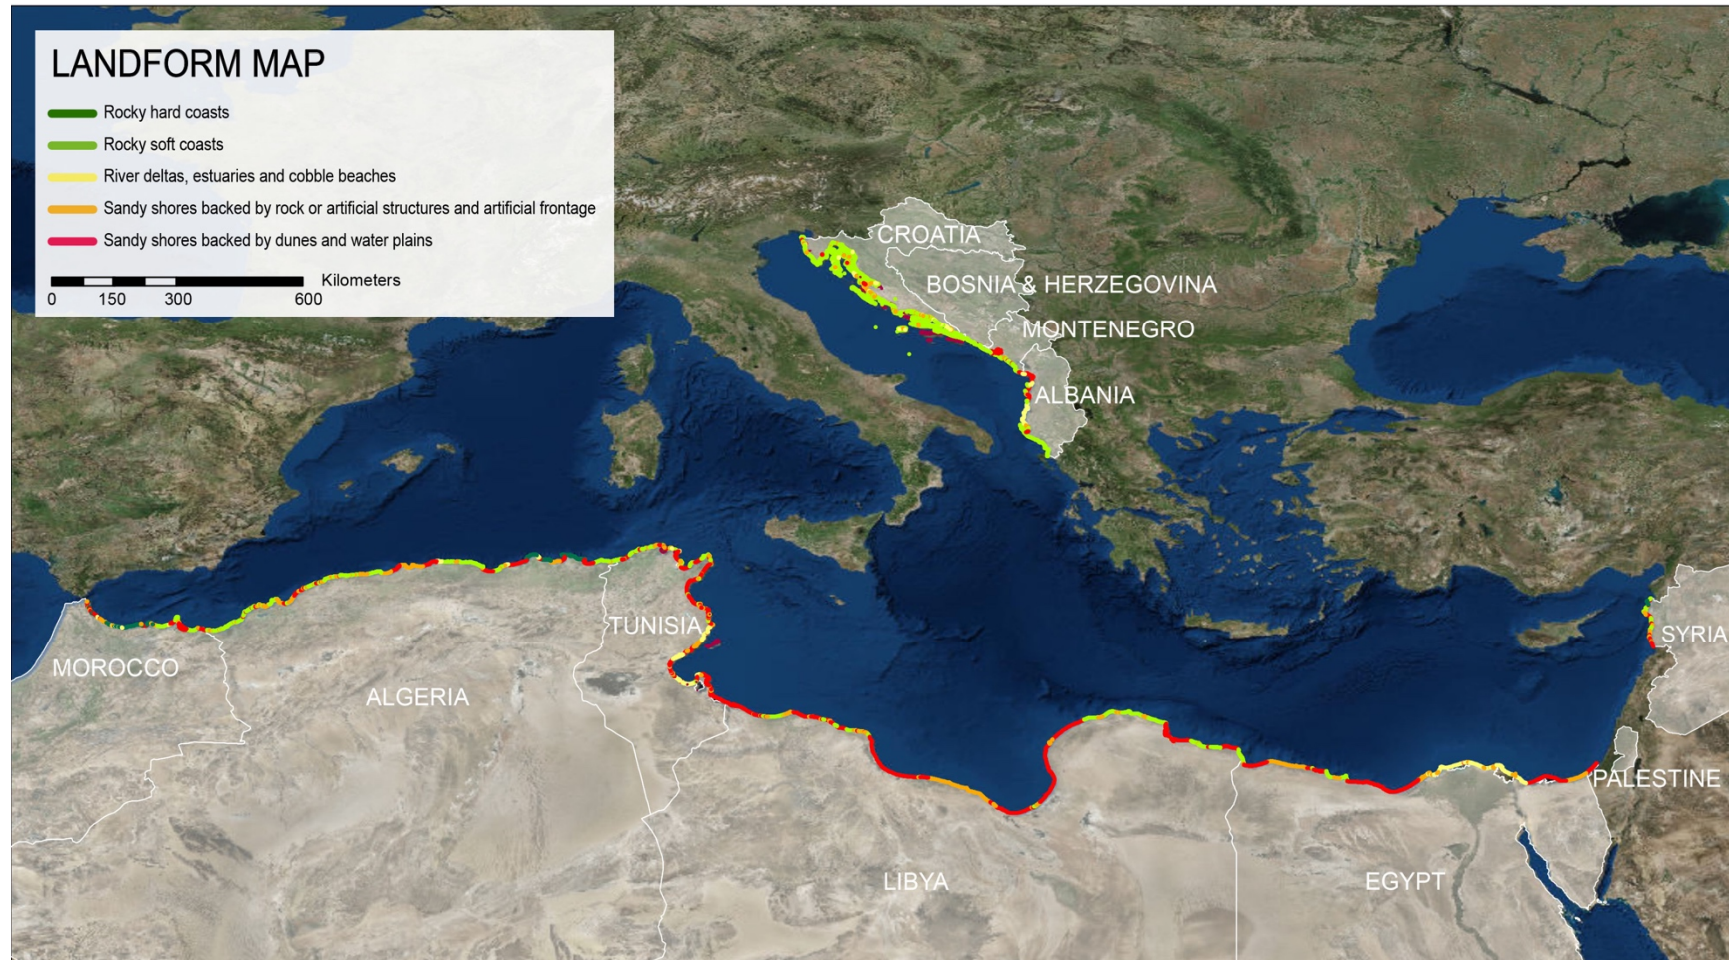 LANDFORM MAP
Rocky hard coasts
Rocky soft coasts
River deltas, estuaries and cobble beaches
Sandy shores backed by rock or artificial structures and artificial frontage
Sandy shores backed by dunes and water plains
Kilometers
0 150 300 600
CROATIA
BOSNIA & HERZEGOVINA
MONTENEGRO
ALBANIA
TUNISIA
SYRIA
MOROCCO
ALGERIA
PALESTINE
LIBYA
EGYPT